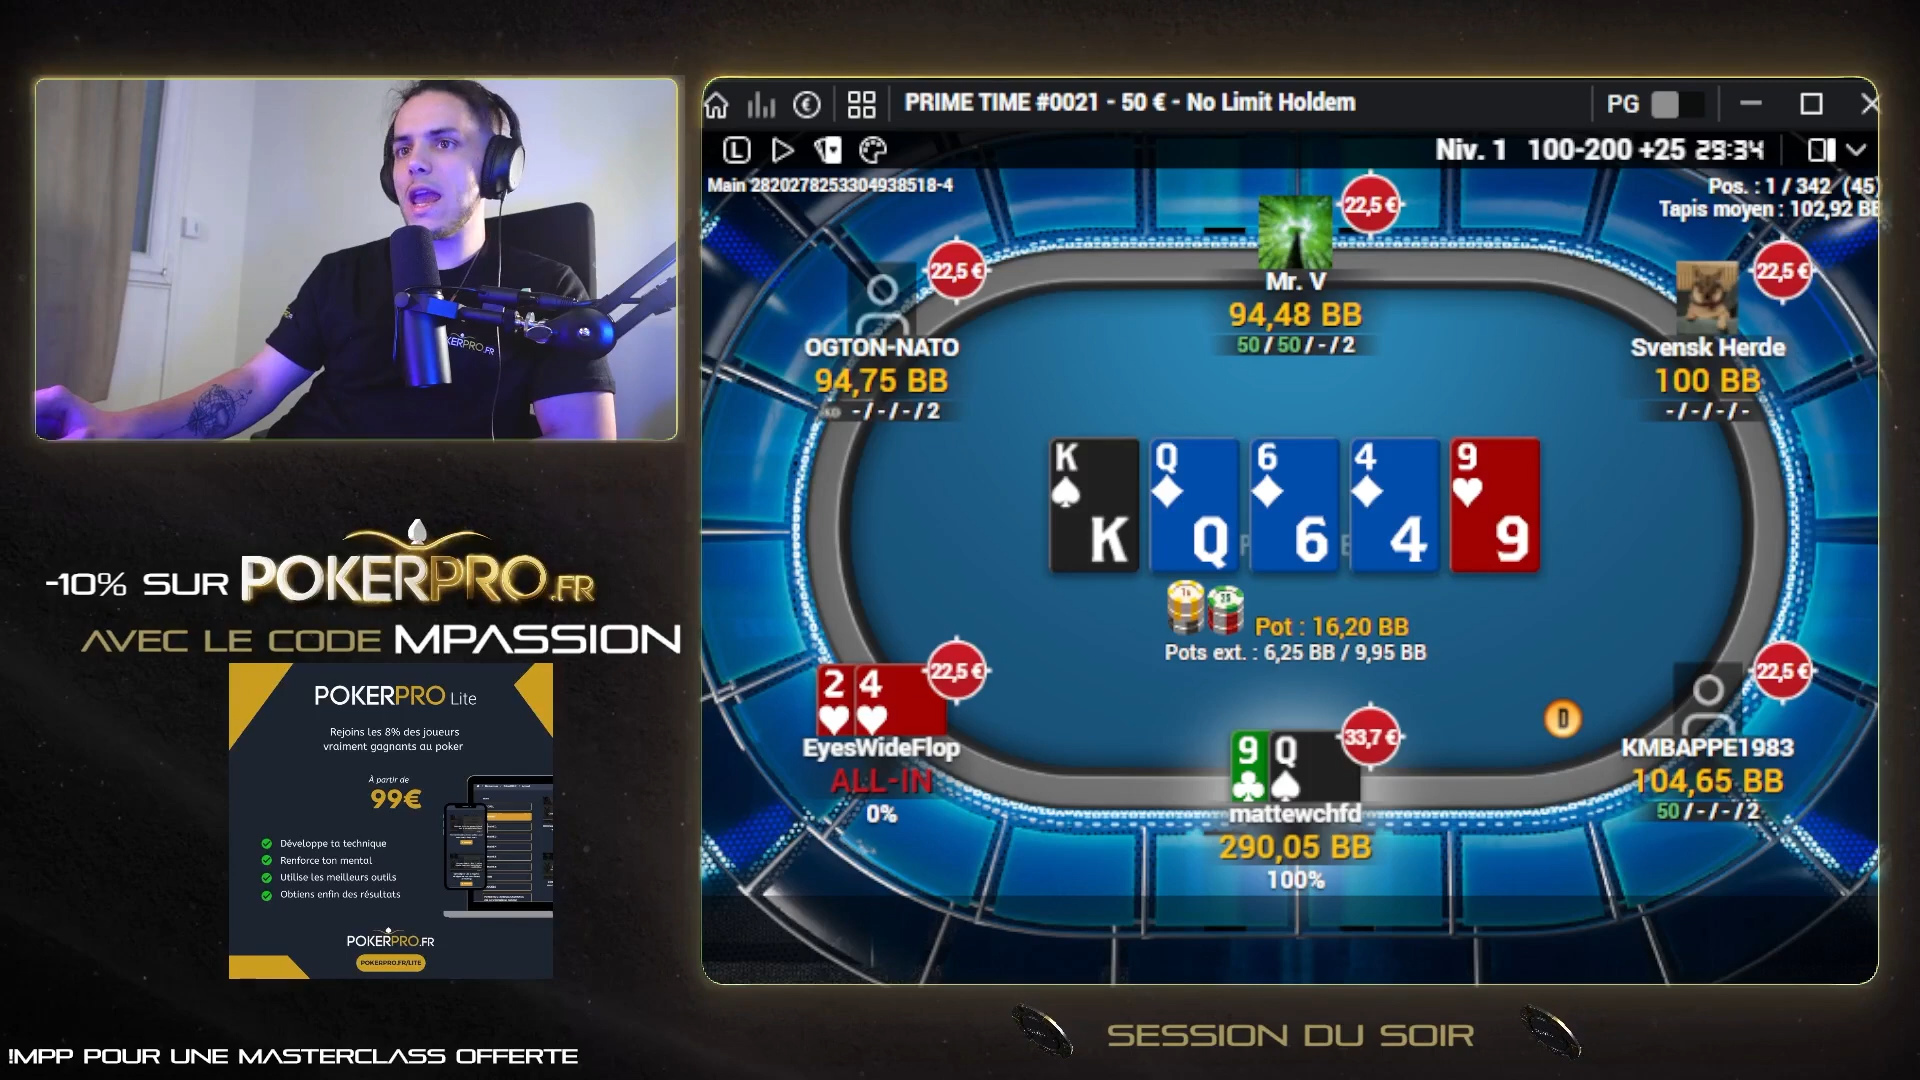 PRIME TIME #0021 - 50 € - No Limit Holdem
PG
Niv. 1 100-200 +25 29:34
Main 2820278253304938518-4
Pos. : 1 / 342 (45)
Tapis moyen : 102,92 BB
22,5 €
Mr. V
94,48 BB
50 / 50 / - / 2
22,5 €
OGTON-NATO
94,75 BB
- / - / - / 2
22,5 €
Svensk Herde
100 BB
- / - / - / -
K K
Q Q
6 6
4 4
9 9
Pot : 16,20 BB
Pots ext. : 6,25 BB / 9,95 BB
2 4
22,5 €
EyesWideFlop
ALL-IN
0%
9 Q
33,7 €
mattewchfd
290,05 BB
100%
D
22,5 €
KMBAPPE1983
104,65 BB
50 / - / - / 2
-10% SUR POKERPRO.FR
AVEC LE CODE MPASSION
POKERPRO Lite
Rejoins les 8% des joueurs
vraiment gagnants au poker
À partir de
99€
Développe ta technique
Renforce ton mental
Utilise les meilleurs outils
Obtiens enfin des résultats
POKERPRO.FR
POKERPRO.FR/LITE
!MPP POUR UNE MASTERCLASS OFFERTE
SESSION DU SOIR